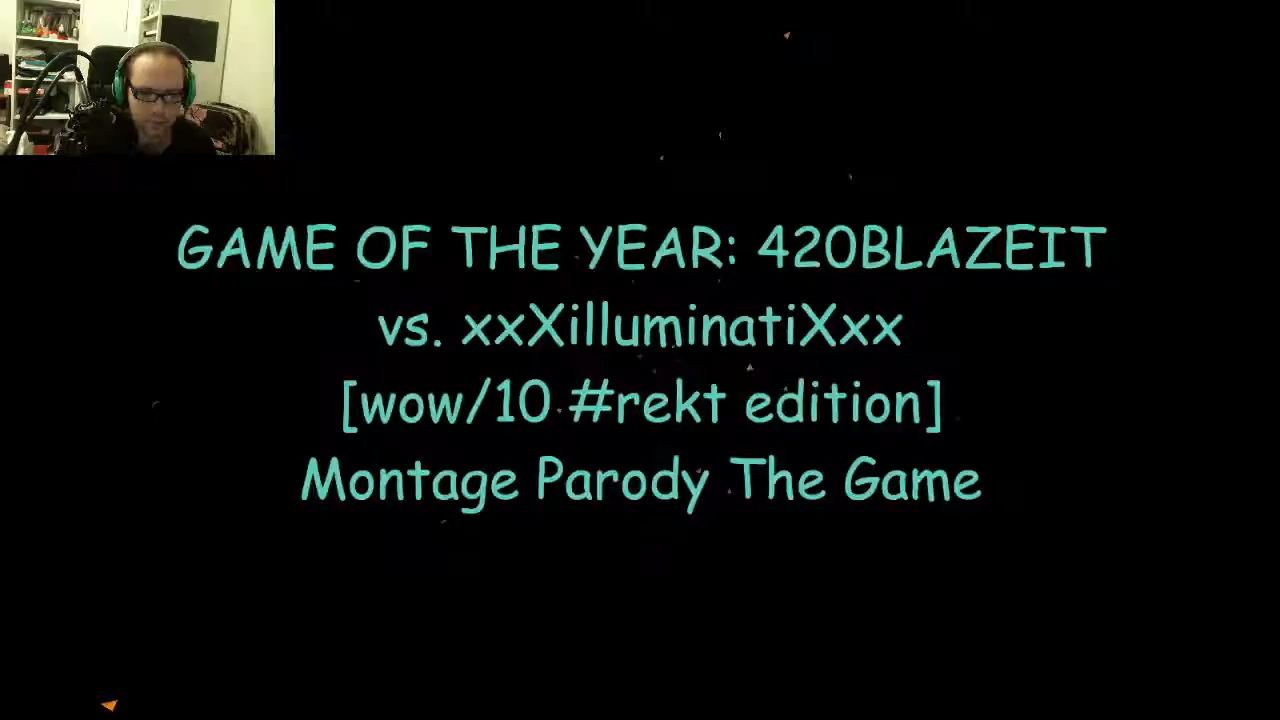 GAME OF THE YEAR: 420BLAZEIT
vs. xxXilluminatiXxx
[wow/10 #rekt edition]
Montage Parody The Game